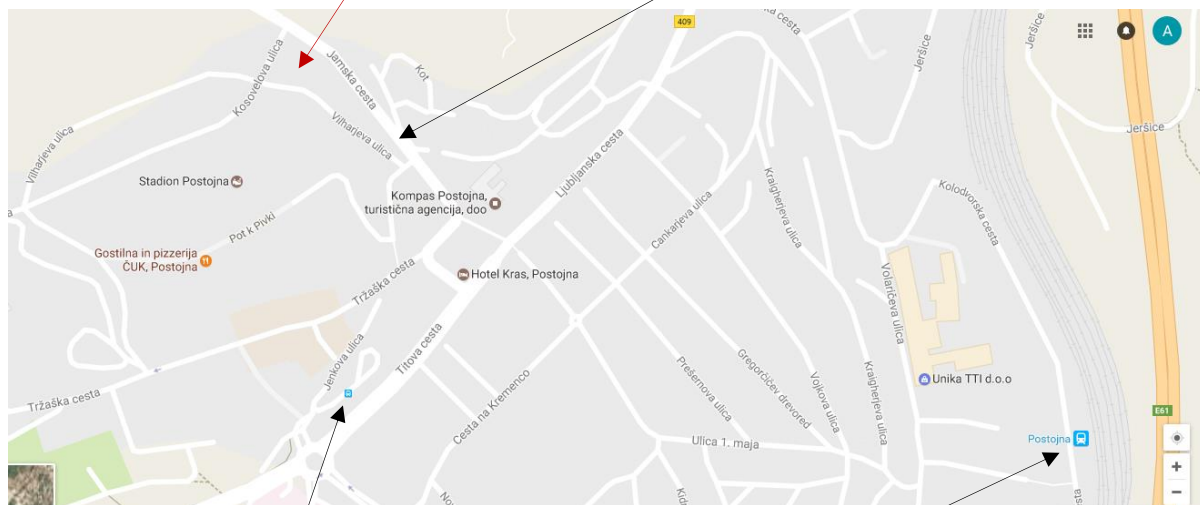 409
A
cesta
Jeršice
Jeršice
Jeršice
Kot
Jamska cesta
Kosovelova ulica
Vilharjeva ulica
Vilharjeva ulica
Ljubljanska cesta
Stadion Postojna
Kompas Postojna,
turistična agencija, doo
Kraigherjeva ulica
Kolodvorska cesta
Cankarjeva ulica
Pot k Pivki
Gostilna in pizzerija
ČUK, Postojna
Hotel Kras, Postojna
Tržaška cesta
Volaričeva ulica
Titova cesta
Jenkova ulica
Prešernova ulica
Gregorčičev drevored
Vojkova ulica
Kraigherjeva ulica
Unika TTI d.o.o
Tržaška cesta
Cesta na Kremenco
E61
Ulica 1. maja
Postojna
+
−